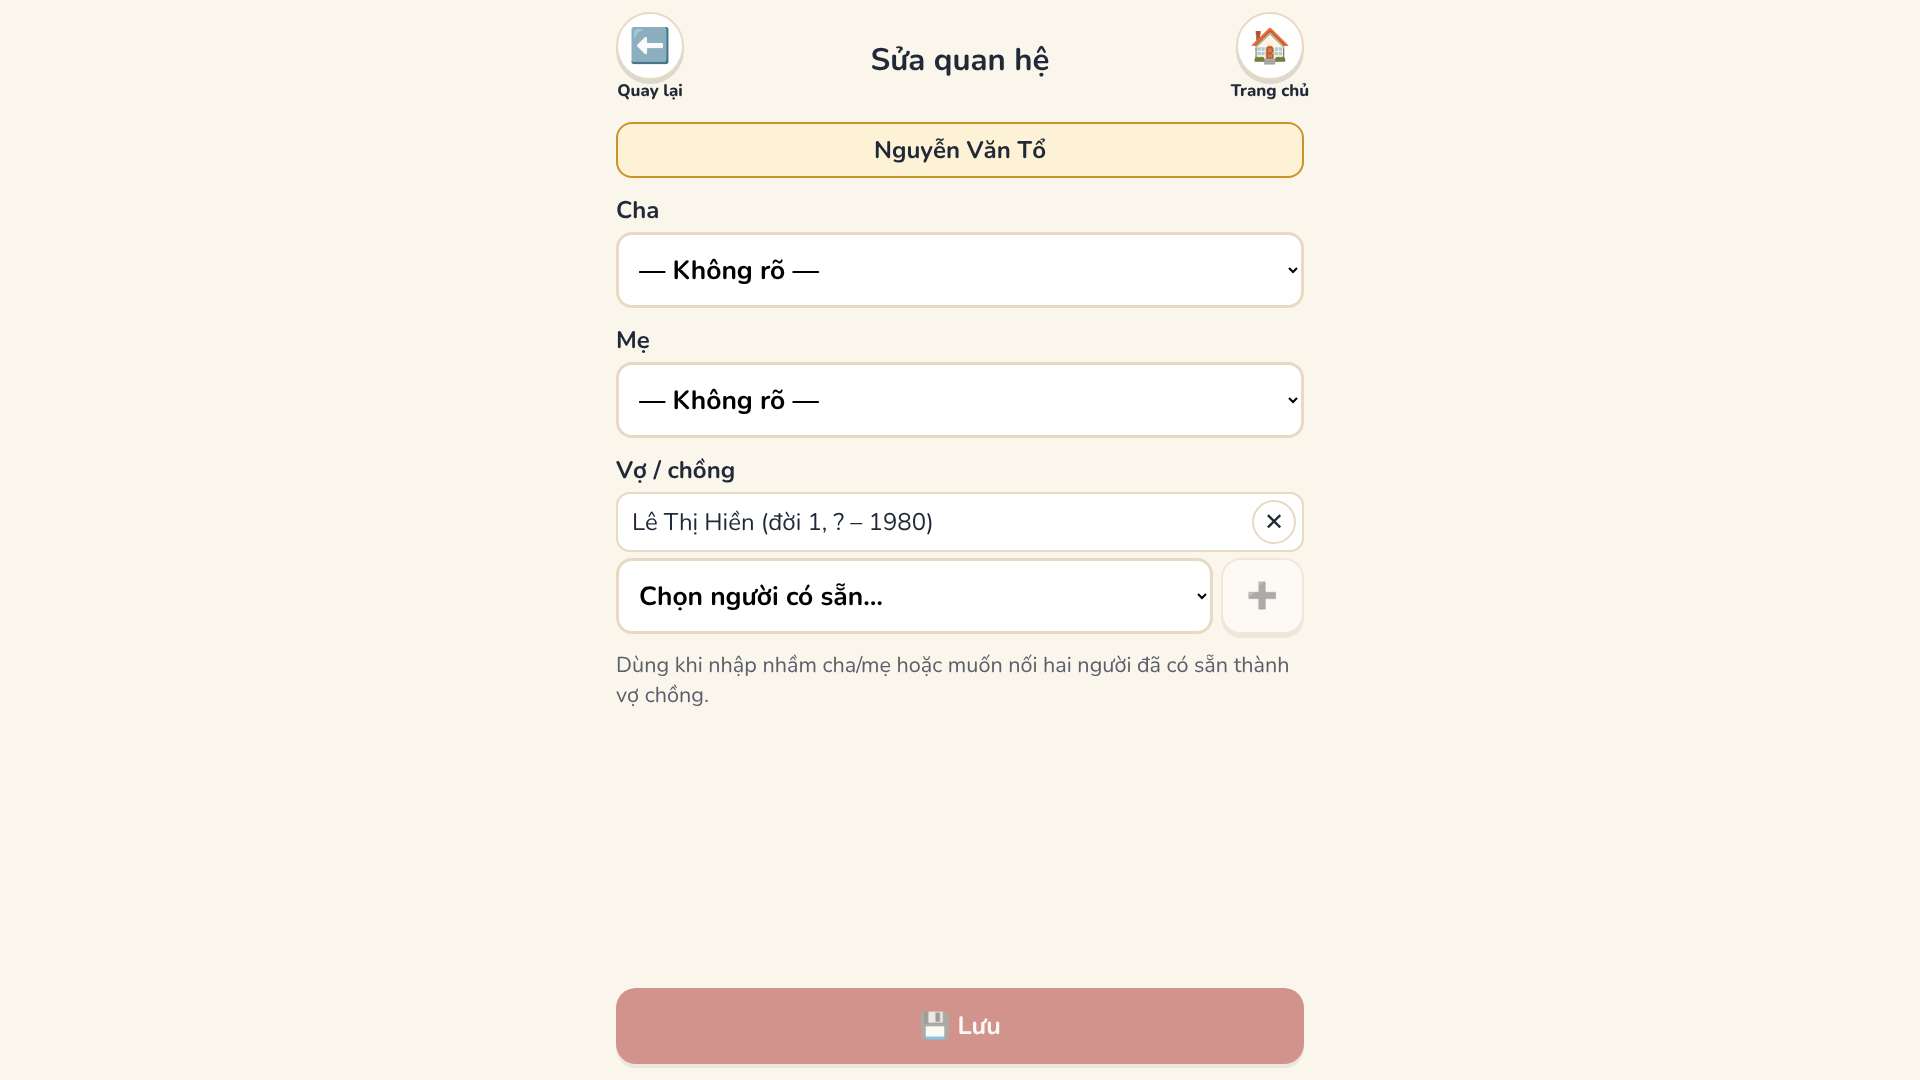 Quay lại
Sửa quan hệ
Trang chủ
Nguyễn Văn Tổ
Cha
— Không rõ —
Mẹ
— Không rõ —
Vợ / chồng
Lê Thị Hiền (đời 1, ? – 1980)
Chọn người có sẵn...
Dùng khi nhập nhầm cha/mẹ hoặc muốn nối hai người đã có sẵn thành
vợ chồng.
Lưu